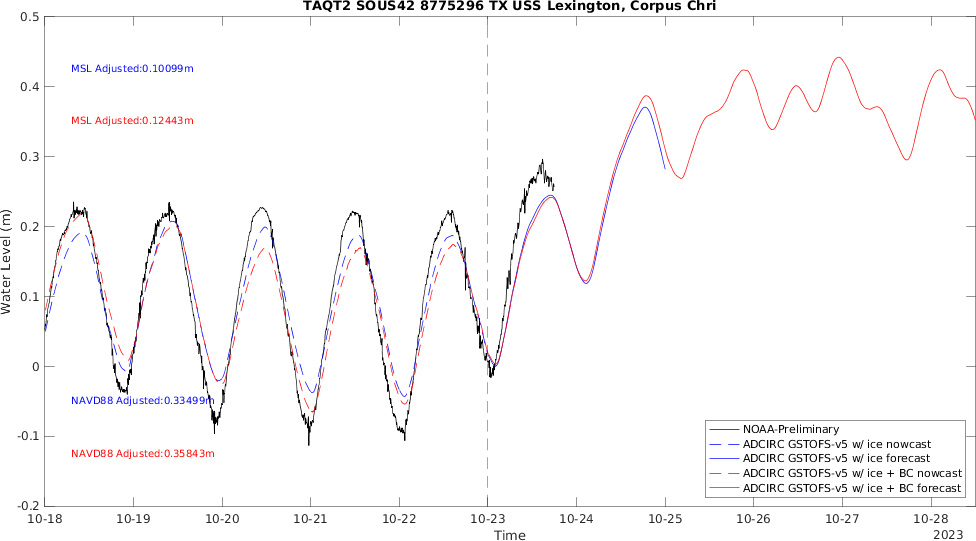 TAQT2 SOUS42 8775296 TX USS Lexington, Corpus Chri
0.5
MSL Adjusted:0.10099m
0.4
MSL Adjusted:0.12443m
0.3
0.2
Water Level (m)
0.1
0
NAVD88 Adjusted:0.33499m
-0.1
NAVD88 Adjusted:0.35843m
NOAA-Preliminary
ADCIRC GSTOFS-v5 w/ ice nowcast
ADCIRC GSTOFS-v5 w/ ice forecast
ADCIRC GSTOFS-v5 w/ ice + BC nowcast
ADCIRC GSTOFS-v5 w/ ice + BC forecast
-0.2
10-18 10-19 10-20 10-21 10-22 10-23 10-24 10-25 10-26 10-27 10-28
Time
2023